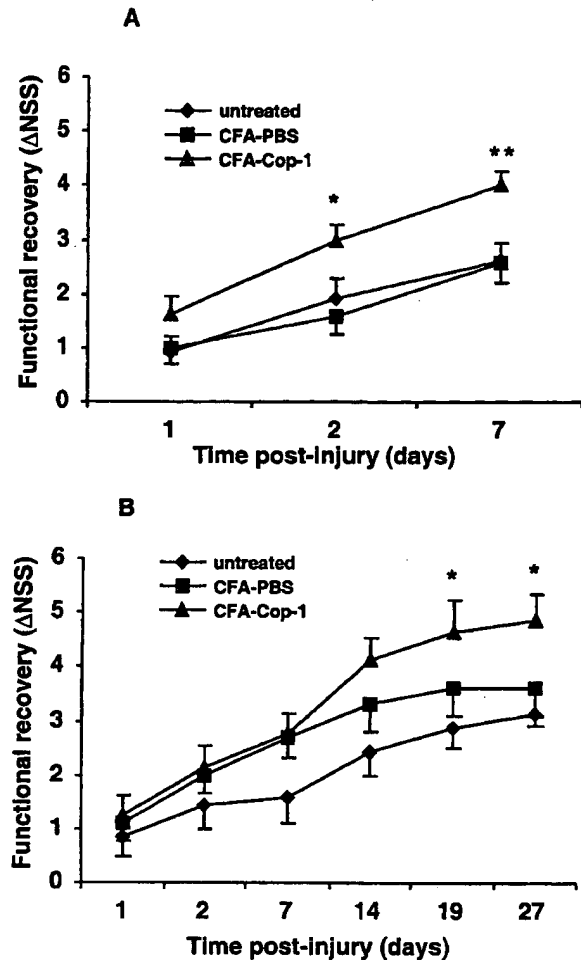 A
Functional recovery (ΔNSS)
6
5
4
3
2
1
0
untreated
CFA-PBS
CFA-Cop-1
*
**
1 2 7
Time post-injury (days)
B
Functional recovery (ΔNSS)
6
5
4
3
2
1
0
untreated
CFA-PBS
CFA-Cop-1
* *
1 2 7 14 19 27
Time post-injury (days)